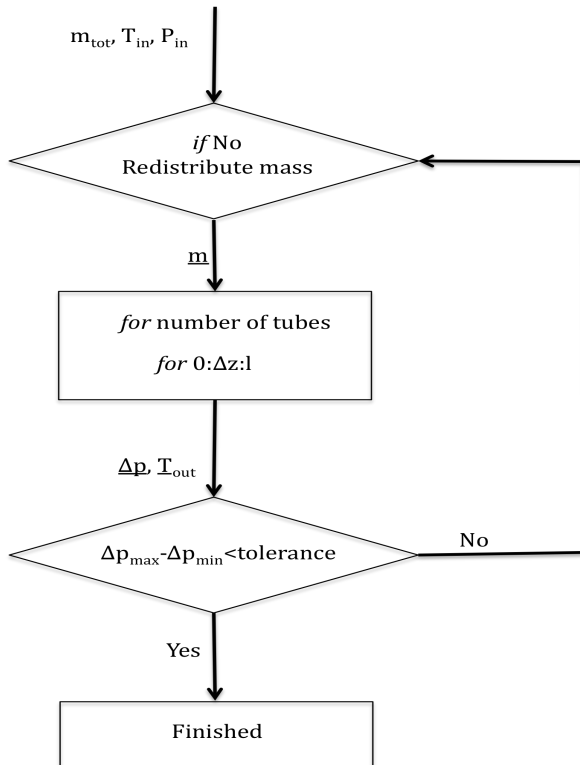 m_tot, T_in, P_in
if No
Redistribute mass
m
for number of tubes
for 0:Δz:l
Δp, T_out
Δp_max-Δp_min<tolerance
No
Yes
Finished